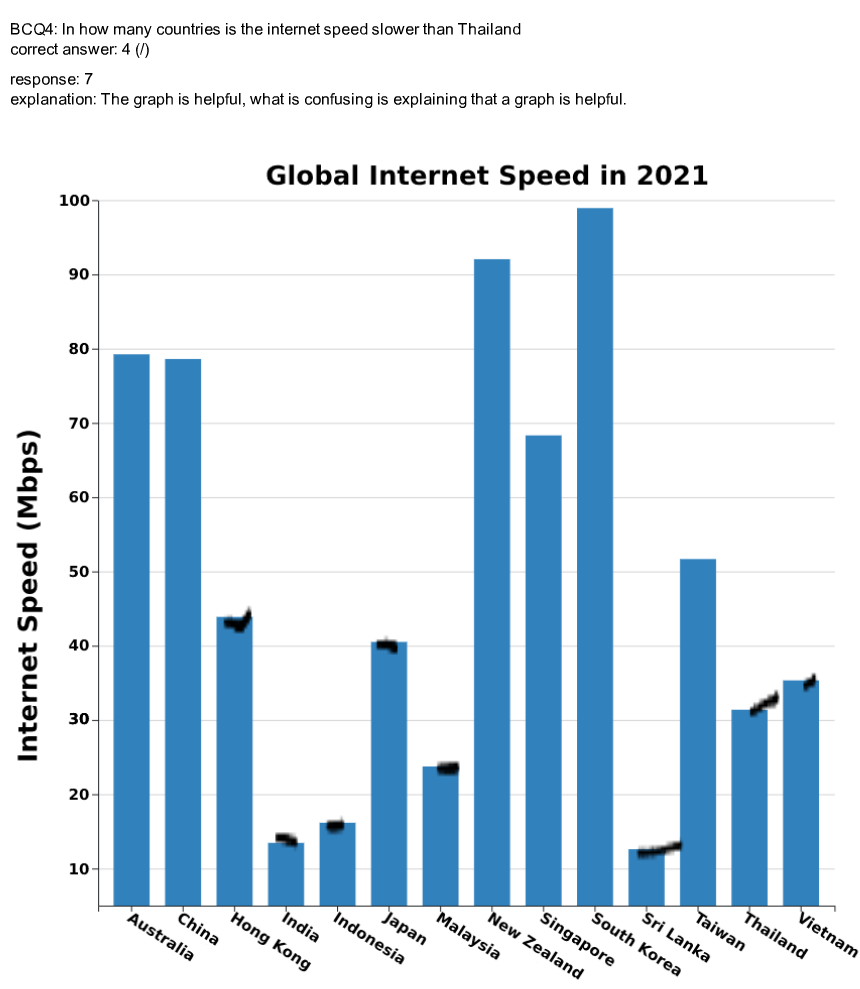 BCQ4: In how many countries is the internet speed slower than Thailand
correct answer: 4 (/)
response: 7
explanation: The graph is helpful, what is confusing is explaining that a graph is helpful.
Global Internet Speed in 2021
Internet Speed (Mbps)
100
90
80
70
60
50
40
30
20
10
Australia
China
Hong Kong
India
Indonesia
Japan
Malaysia
New Zealand
Singapore
South Korea
Sri Lanka
Taiwan
Thailand
Vietnam